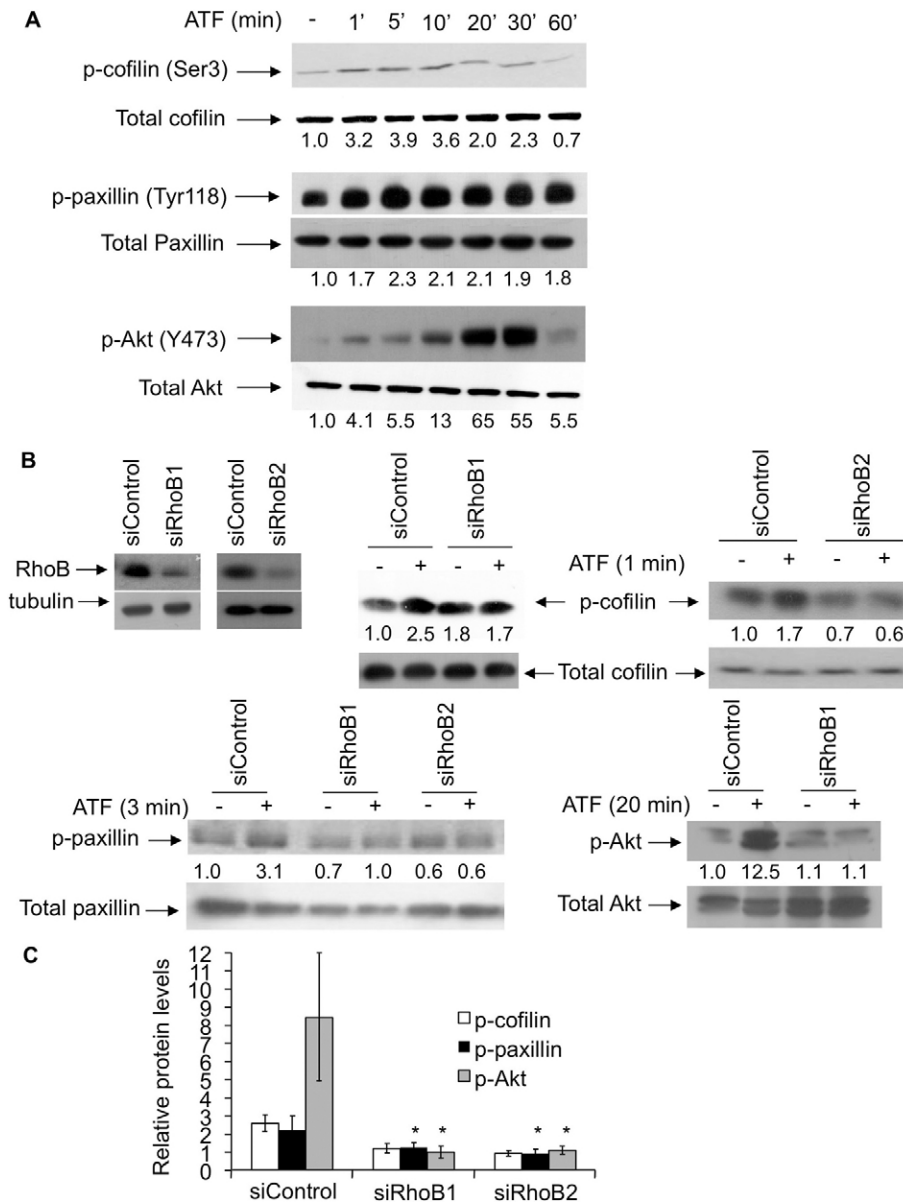 A
ATF (min) - 1’ 5’ 10’ 20’ 30’ 60’
p-cofilin (Ser3)
Total cofilin
1.0 3.2 3.9 3.6 2.0 2.3 0.7
p-paxillin (Tyr118)
Total Paxillin
1.0 1.7 2.3 2.1 2.1 1.9 1.8
p-Akt (Y473)
Total Akt
1.0 4.1 5.5 13 65 55 5.5
B
siControl siRhoB1 siControl siRhoB2
RhoB
tubulin
siControl siRhoB1
- + - +
1.0 2.5 1.8 1.7
siControl siRhoB2
ATF (1 min) - + - +
p-cofilin
1.0 1.7 0.7 0.6
Total cofilin
siControl siRhoB1 siRhoB2
ATF (3 min) - + - + - +
p-paxillin
1.0 3.1 0.7 1.0 0.6 0.6
Total paxillin
siControl siRhoB1
ATF (20 min) - + - +
p-Akt
1.0 12.5 1.1 1.1
Total Akt
C
Relative protein levels
12
11
10
9
8
7
6
5
4
3
2
1
0
p-cofilin
p-paxillin
p-Akt
* * * *
siControl siRhoB1 siRhoB2